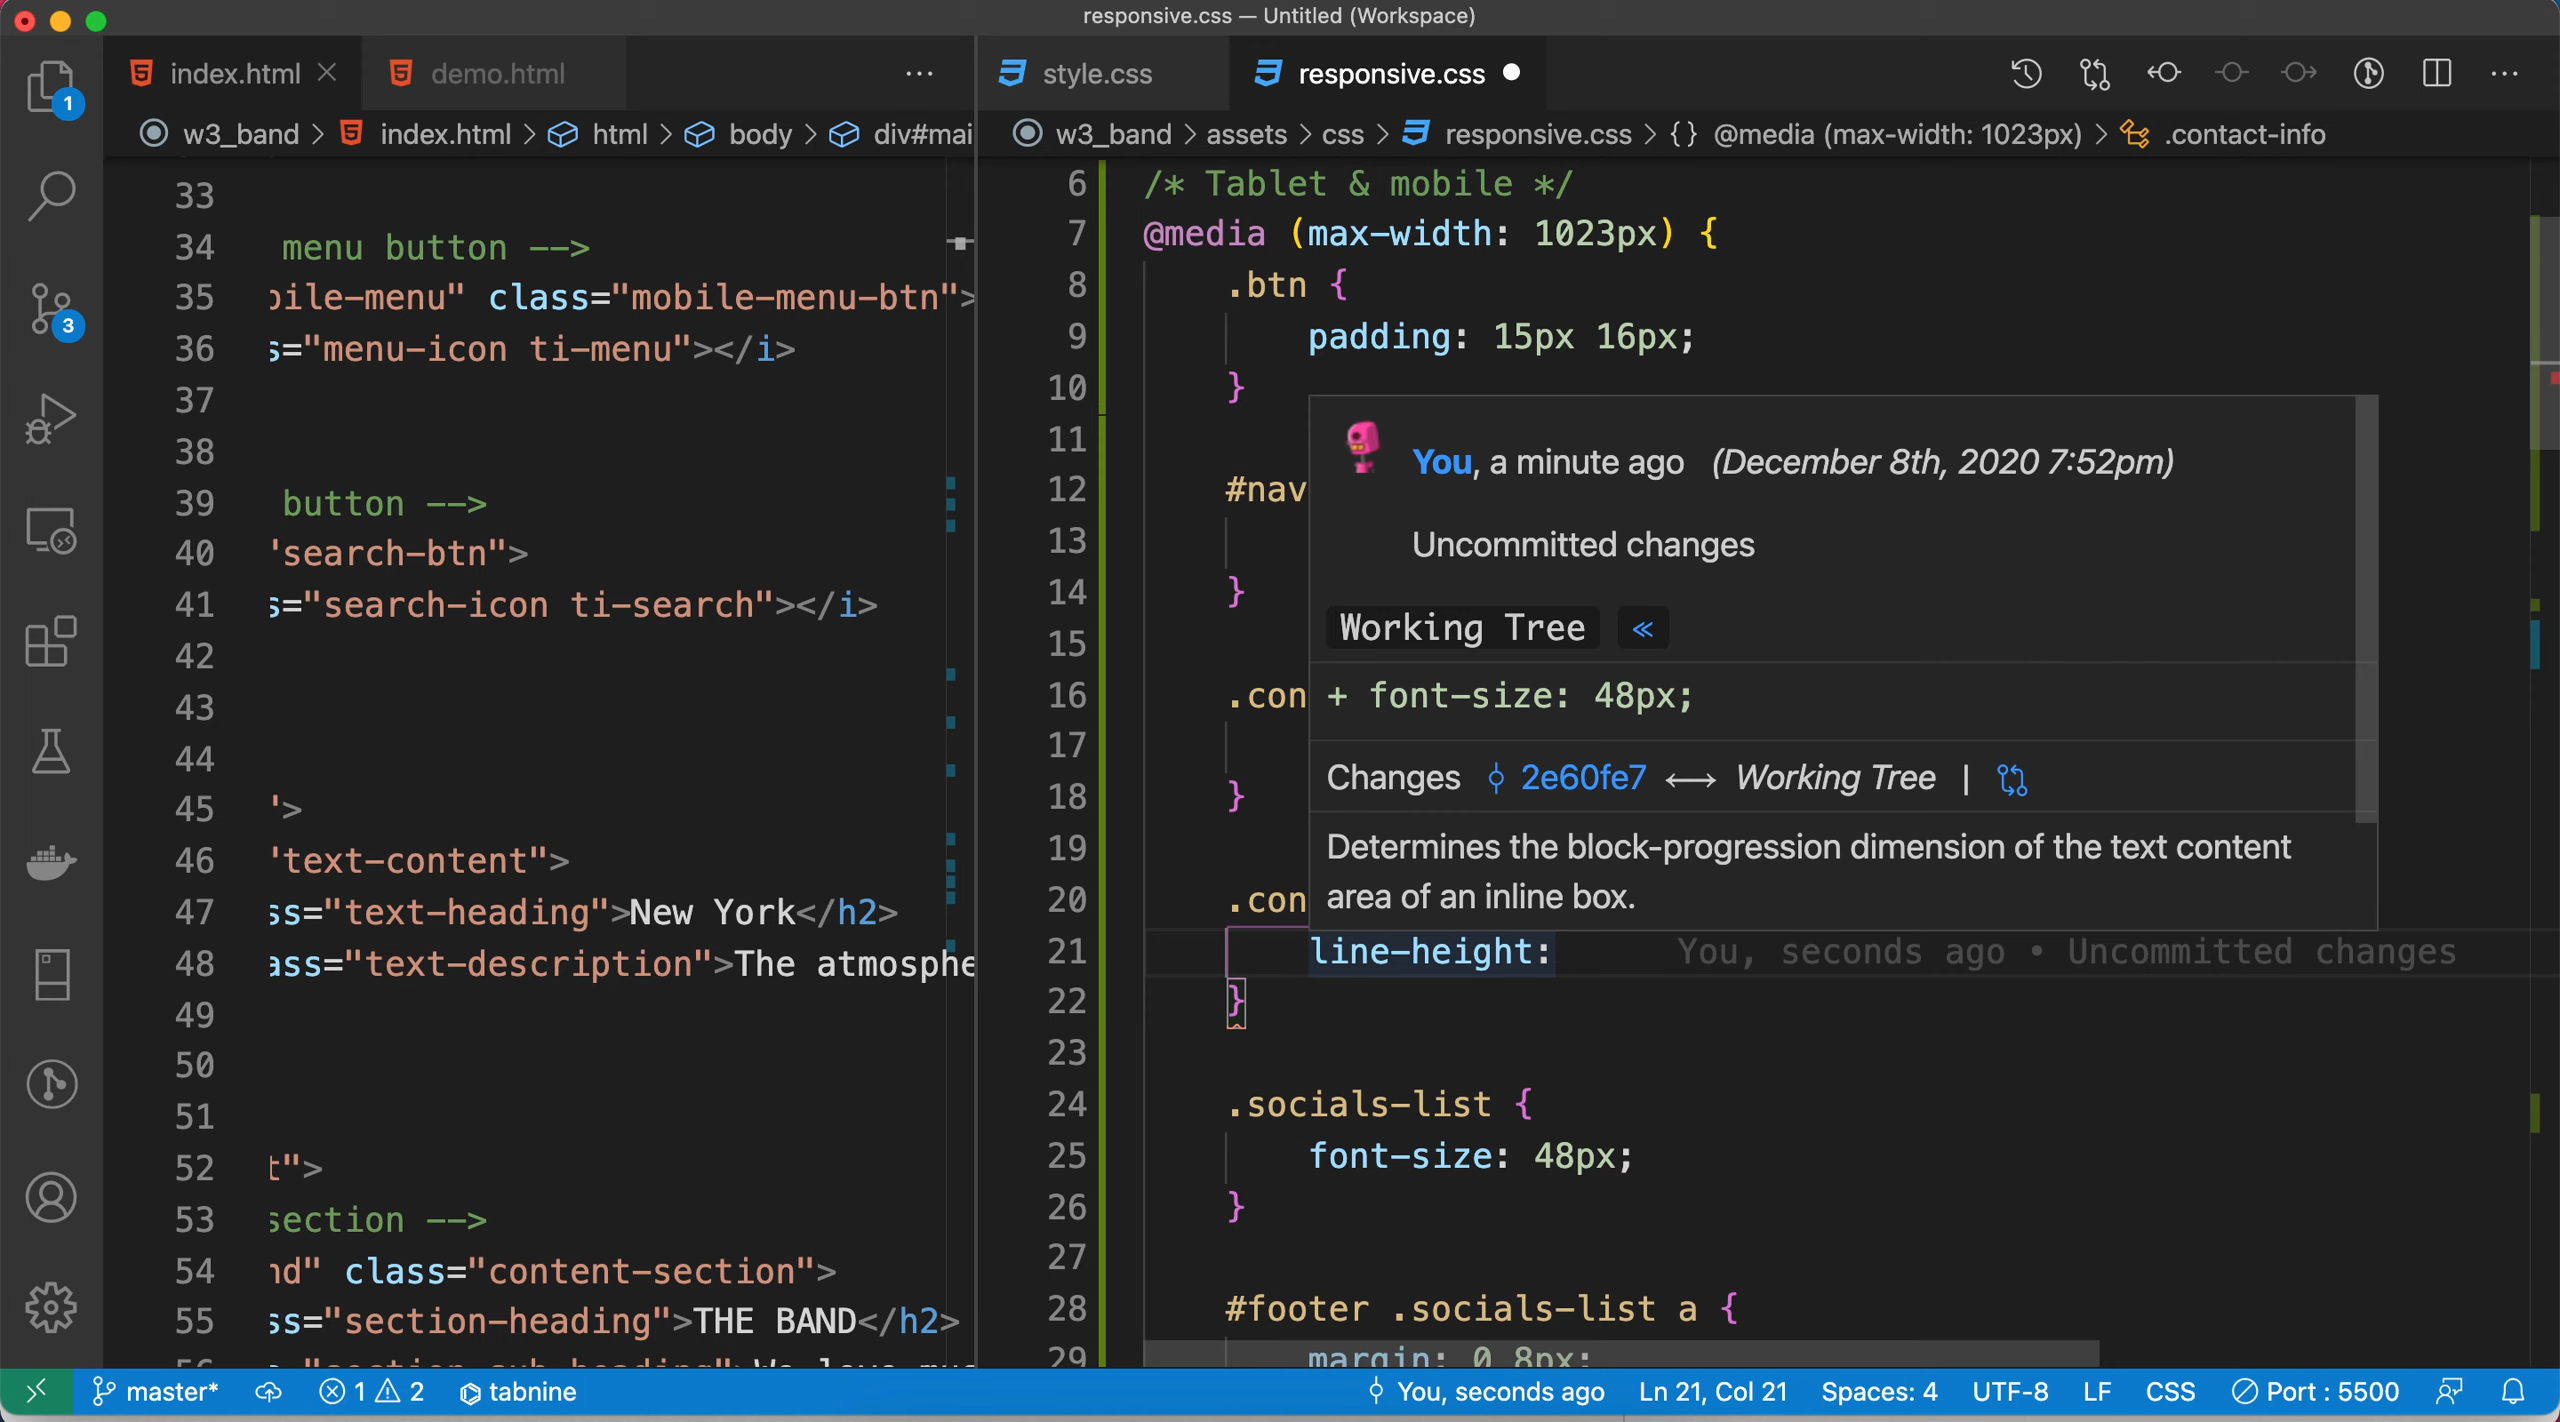 responsive.css — Untitled (Workspace)
index.html
demo.html
style.css
responsive.css
w3_band > index.html > html > body > div#mai
w3_band > assets > css > responsive.css > {} @media (max-width: 1023px) > .contact-info
1
3
33
34 menu button -->
35 bile-menu" class="mobile-menu-btn">
36 s="menu-icon ti-menu"></i>
37
38
39 button -->
40 "search-btn">
41 s="search-icon ti-search"></i>
42
43
44
45 ">
46 "text-content">
47 ss="text-heading">New York</h2>
48 ass="text-description">The atmosphe
49
50
51
52 t">
53 section -->
54 nd" class="content-section">
55 ss="section-heading">THE BAND</h2>
6 /* Tablet & mobile */
7 @media (max-width: 1023px) {
8 .btn {
9 padding: 15px 16px;
10 }
11
12 #nav
13
14 }
15
16 .con
17
18 }
19
20 .con
21 line-height: You, seconds ago • Uncommitted changes
22 }
23
24 .socials-list {
25 font-size: 48px;
26 }
27
28 #footer .socials-list a {
29 margin: 0 8px;
You, a minute ago (December 8th, 2020 7:52pm)
Uncommitted changes
Working Tree «
+ font-size: 48px;
Changes 2e60fe7 ⟷ Working Tree |
Determines the block-progression dimension of the text content
area of an inline box.
master* 1 2 tabnine You, seconds ago Ln 21, Col 21 Spaces: 4 UTF-8 LF CSS Port : 5500